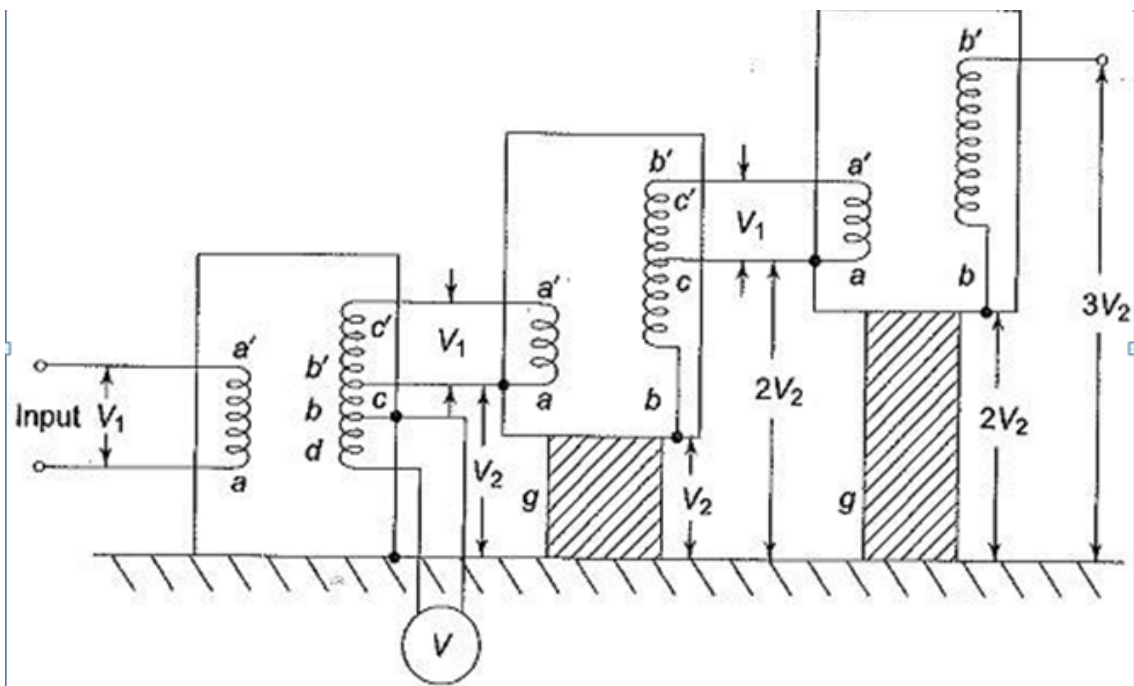 b'
b'
a'
c'
V₁
a
b
c
3V₂
a'
c'
V₁
2V₂
2V₂
a'
b'
Input V₁
b
c
a
b
d
V₂
V₂
a
g
g
V